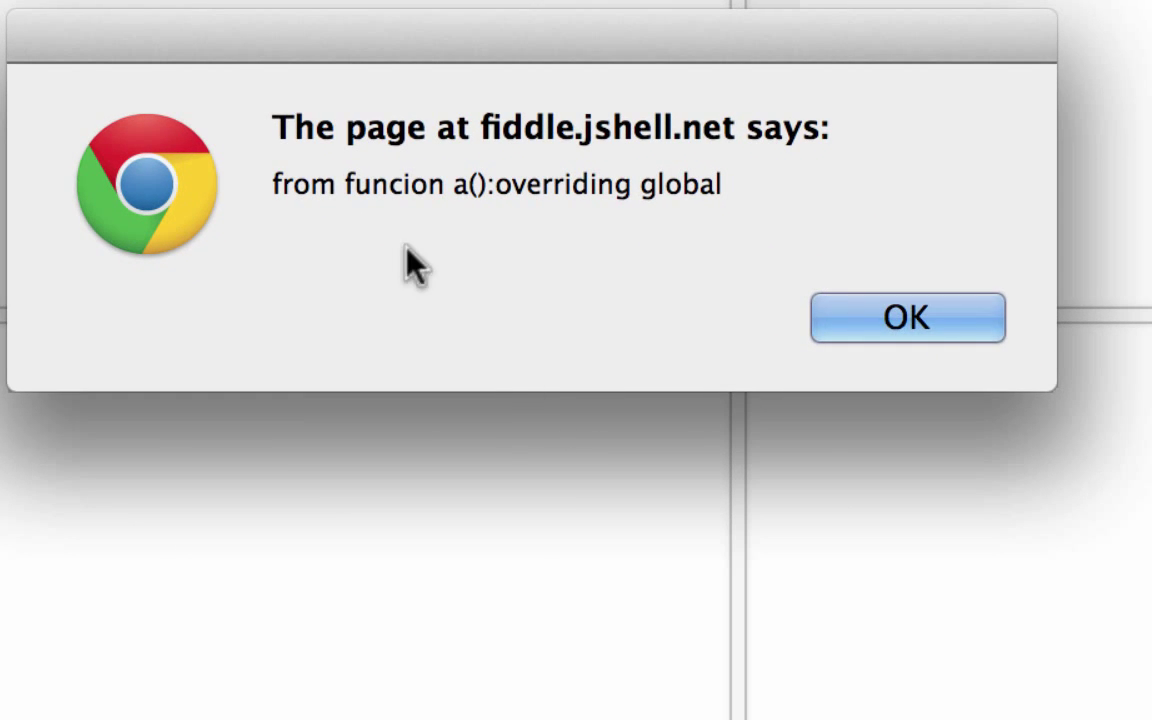 The page at fiddle.jshell.net says:
from funcion a():overriding global
OK